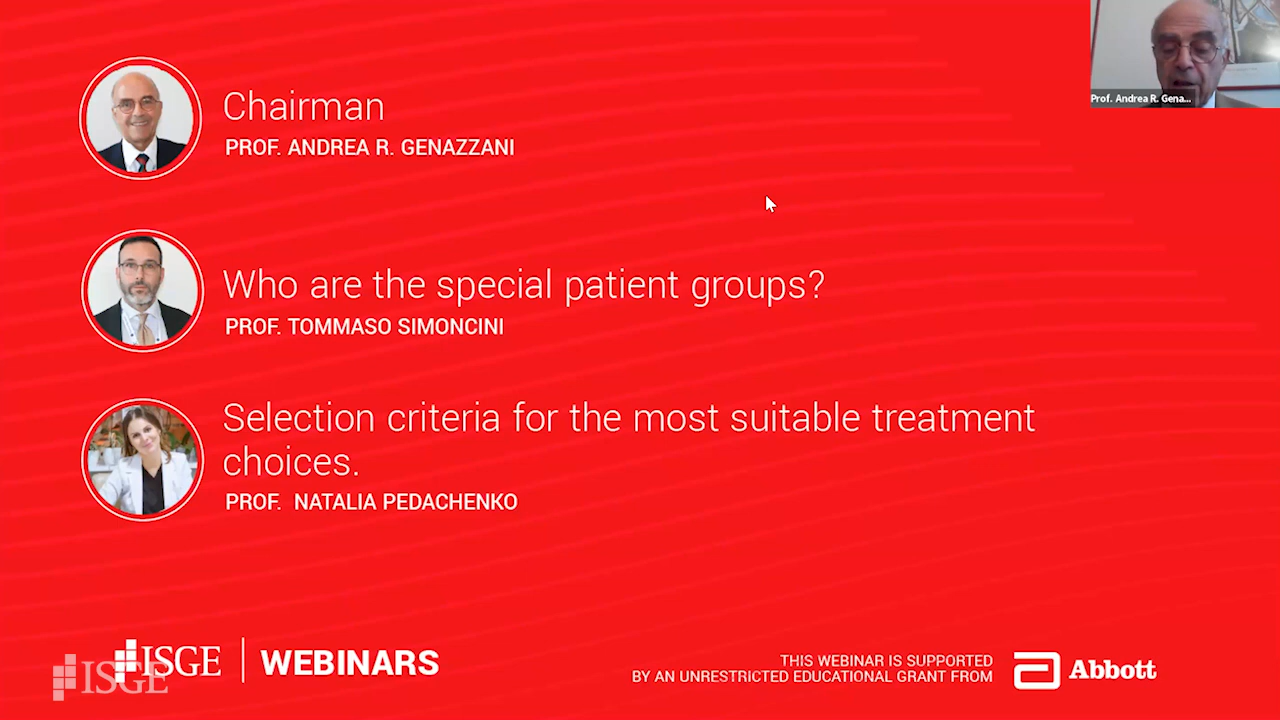 Chairman
PROF. ANDREA R. GENAZZANI
Prof. Andrea R. Gena...
Who are the special patient groups?
PROF. TOMMASO SIMONCINI
Selection criteria for the most suitable treatment
choices.
PROF. NATALIA PEDACHENKO
ISGE WEBINARS
ISGE
THIS WEBINAR IS SUPPORTED
BY AN UNRESTRICTED EDUCATIONAL GRANT FROM
Abbott